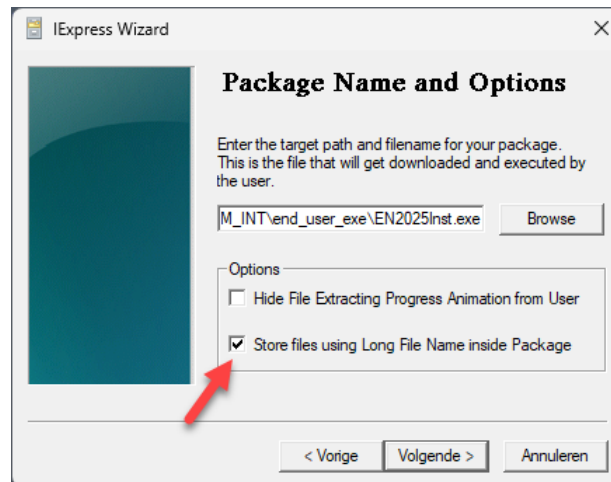 IExpress Wizard
Package Name and Options
Enter the target path and filename for your package.
This is the file that will get downloaded and executed by
the user.
M_INT\end_user_exe\EN2025Inst.exe
Browse
Options
Hide File Extracting Progress Animation from User
Store files using Long File Name inside Package
< Vorige
Volgende >
Annuleren